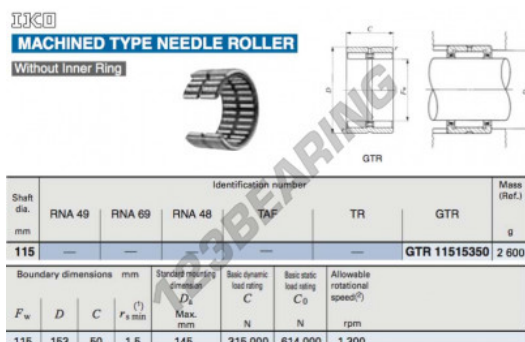 IKO
MACHINED TYPE NEEDLE ROLLER
Without Inner Ring
C
r
D
Fw
GTR
123BEARING
Identification number
Shaft dia. mm
RNA 49 RNA 69 RNA 48 TAF TR GTR
Mass (Ref.) g
115 — — — — — GTR 11515350 2 600
Boundary dimensions mm
Standard mounting dimension
Basic dynamic load rating
Basic static load rating
Allowable rotational speed(2)
Fw D C rs min (1)
Da Max. mm
C N
C0 N
rpm
115 153 50 1.5 145 315 000 614 000 1 300